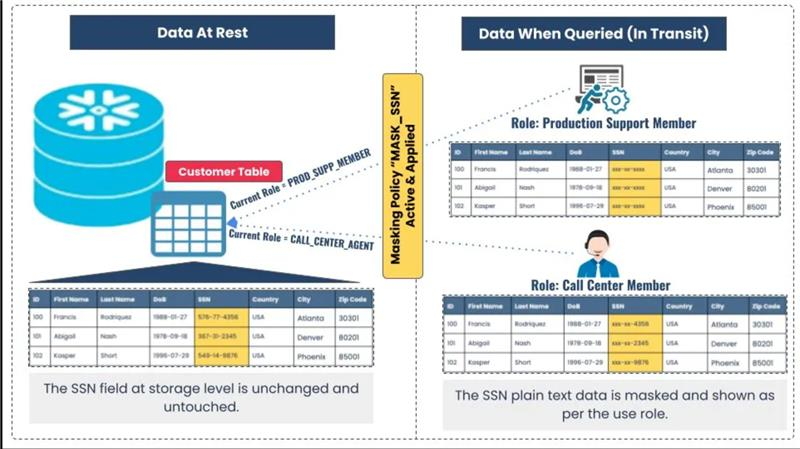 Data At Rest
Data When Queried (In Transit)
Masking Policy “MASK_SSN”
Active & Applied
Role: Production Support Member
ID First Name Last Name DoB SSN Country City Zip Code
100 Francis Rodriquez 1988-01-27 xxx-xx-xxxx USA Atlanta 30301
101 Abigail Nash 1978-09-18 xxx-xx-xxxx USA Denver 80201
102 Kasper Short 1996-07-29 xxx-xx-xxxx USA Phoenix 85001
Customer Table
Current Role = PROD_SUPP_MEMBER
Current Role = CALL_CENTER_AGENT
Role: Call Center Member
ID First Name Last Name DoB SSN Country City Zip Code
100 Francis Rodriquez 1988-01-27 576-77-4356 USA Atlanta 30301
101 Abigail Nash 1978-09-18 367-31-2345 USA Denver 80201
102 Kasper Short 1996-07-29 549-14-9876 USA Phoenix 85001
ID First Name Last Name DoB SSN Country City Zip Code
100 Francis Rodriquez 1988-01-27 xxx-xx-4356 USA Atlanta 30301
101 Abigail Nash 1978-09-18 xxx-xx-2345 USA Denver 80201
102 Kasper Short 1996-07-29 xxx-xx-9876 USA Phoenix 85001
The SSN field at storage level is unchanged and
untouched.
The SSN plain text data is masked and shown as
per the use role.